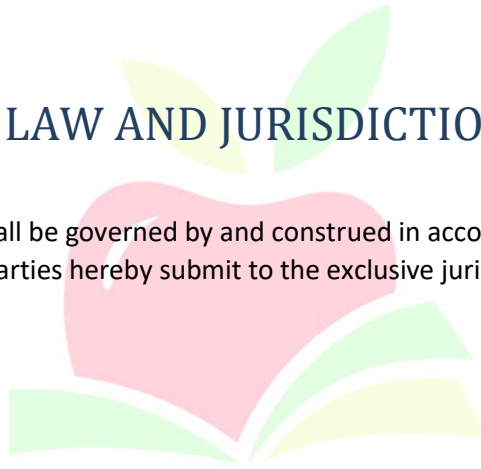 LAW AND JURISDICTIO
all be governed by and construed in acco
arties hereby submit to the exclusive juri